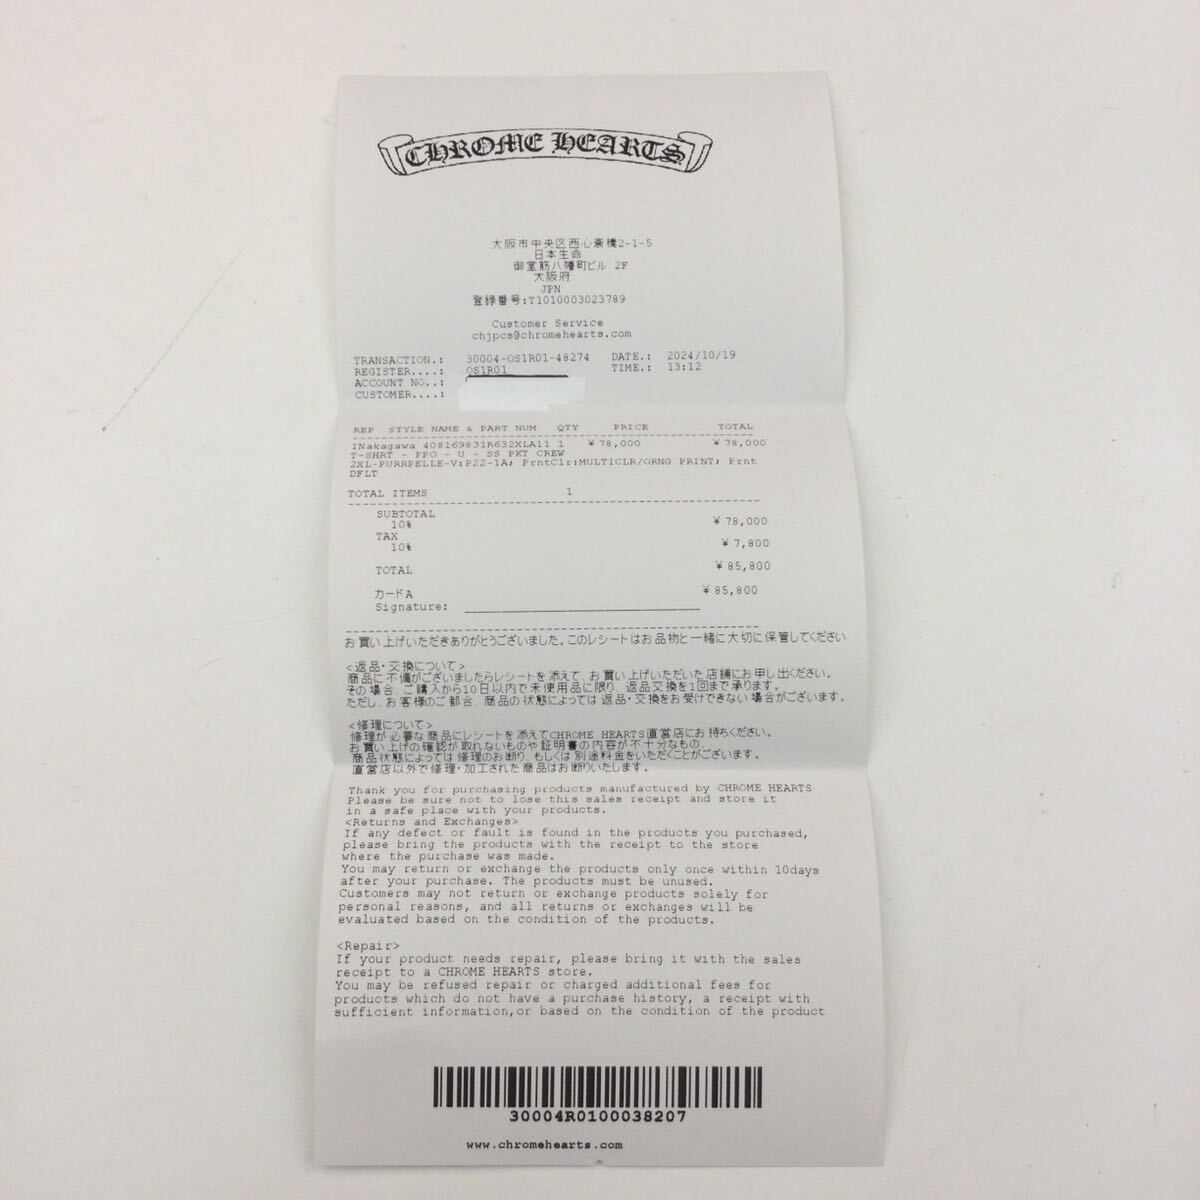 CHROME HEARTS
大阪市中央区西心斎橋2-1-5
日本生命
御堂筋八幡町ビル 2F
大阪府
JPN
登録番号:T1010003023789
Customer Service
chjpcs@chromehearts.com
TRANSACTION.: 30004-OS1R01-48274 DATE.: 2024/10/19
REGISTER....: OS1R01 TIME.: 13:12
ACCOUNT NO..:
CUSTOMER....:
REP STYLE NAME & PART NUM QTY PRICE TOTAL
INakagawa 408169831R632XLA11 1 ¥78,000 ¥78,000
T-SHRT - PPO - U - SS PKT CREW
2XL-PURRPELLE-V:P22-1A; PrntClr:MULTICLR/ORNG PRINT; Prnt
DFLT
TOTAL ITEMS 1
SUBTOTAL
10% ¥78,000
TAX
10% ¥7,800
TOTAL ¥85,800
カードA ¥85,800
Signature:
お買い上げいただきありがとうございました。このレシートはお品物と一緒に大切に保管してください
<返品・交換について>
商品に不備がございましたらレシートを添えて、お買い上げいただいた店舗にお申し出ください。
その場合、ご購入から10日以内で未使用品に限り、返品交換を1回まで承ります。
ただし、お客様のご都合、商品の状態によっては返品・交換をお受けできない場合がございます。
<修理について>
修理が必要な商品にレシートを添えてCHROME HEARTS直営店にお持ちください。
お買い上げの確認が取れないものや証明書の内容が不十分なもの、
商品状態によっては修理のお断り、もしくは別途料金をいただくことがございます。
直営店以外で修理・加工された商品はお断りいたします。
Thank you for purchasing products manufactured by CHROME HEARTS
Please be sure not to lose this sales receipt and store it
in a safe place with your products.
<Returns and Exchanges>
If any defect or fault is found in the products you purchased,
please bring the products with the receipt to the store
where the purchase was made.
You may return or exchange the products only once within 10days
after your purchase. The products must be unused.
Customers may not return or exchange products solely for
personal reasons, and all returns or exchanges will be
evaluated based on the condition of the products.
<Repair>
If your product needs repair, please bring it with the sales
receipt to a CHROME HEARTS store.
You may be refused repair or charged additional fees for
products which do not have a purchase history, a receipt with
sufficient information,or based on the condition of the product
30004R0100038207
www.chromehearts.com